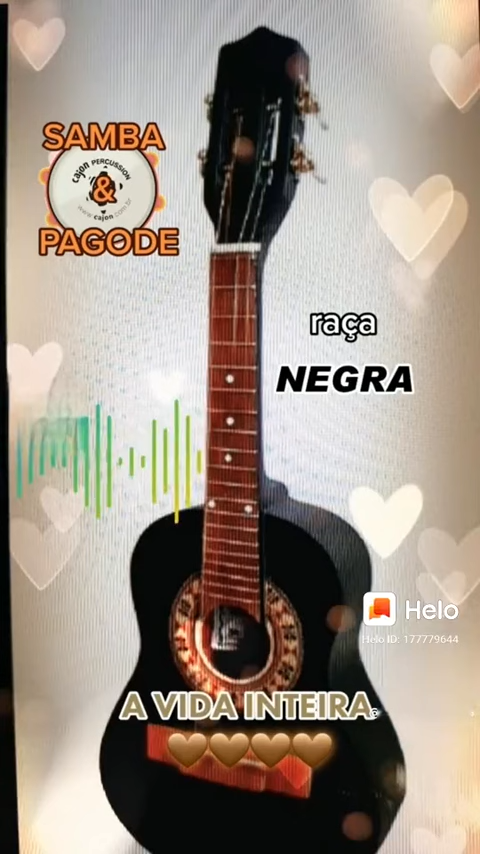 SAMBA
cajon PERCUSSION
&
www.cajon.com.br
PAGODE
raça
NEGRA
Helo
Helo ID: 177779644
A VIDA INTEIRA